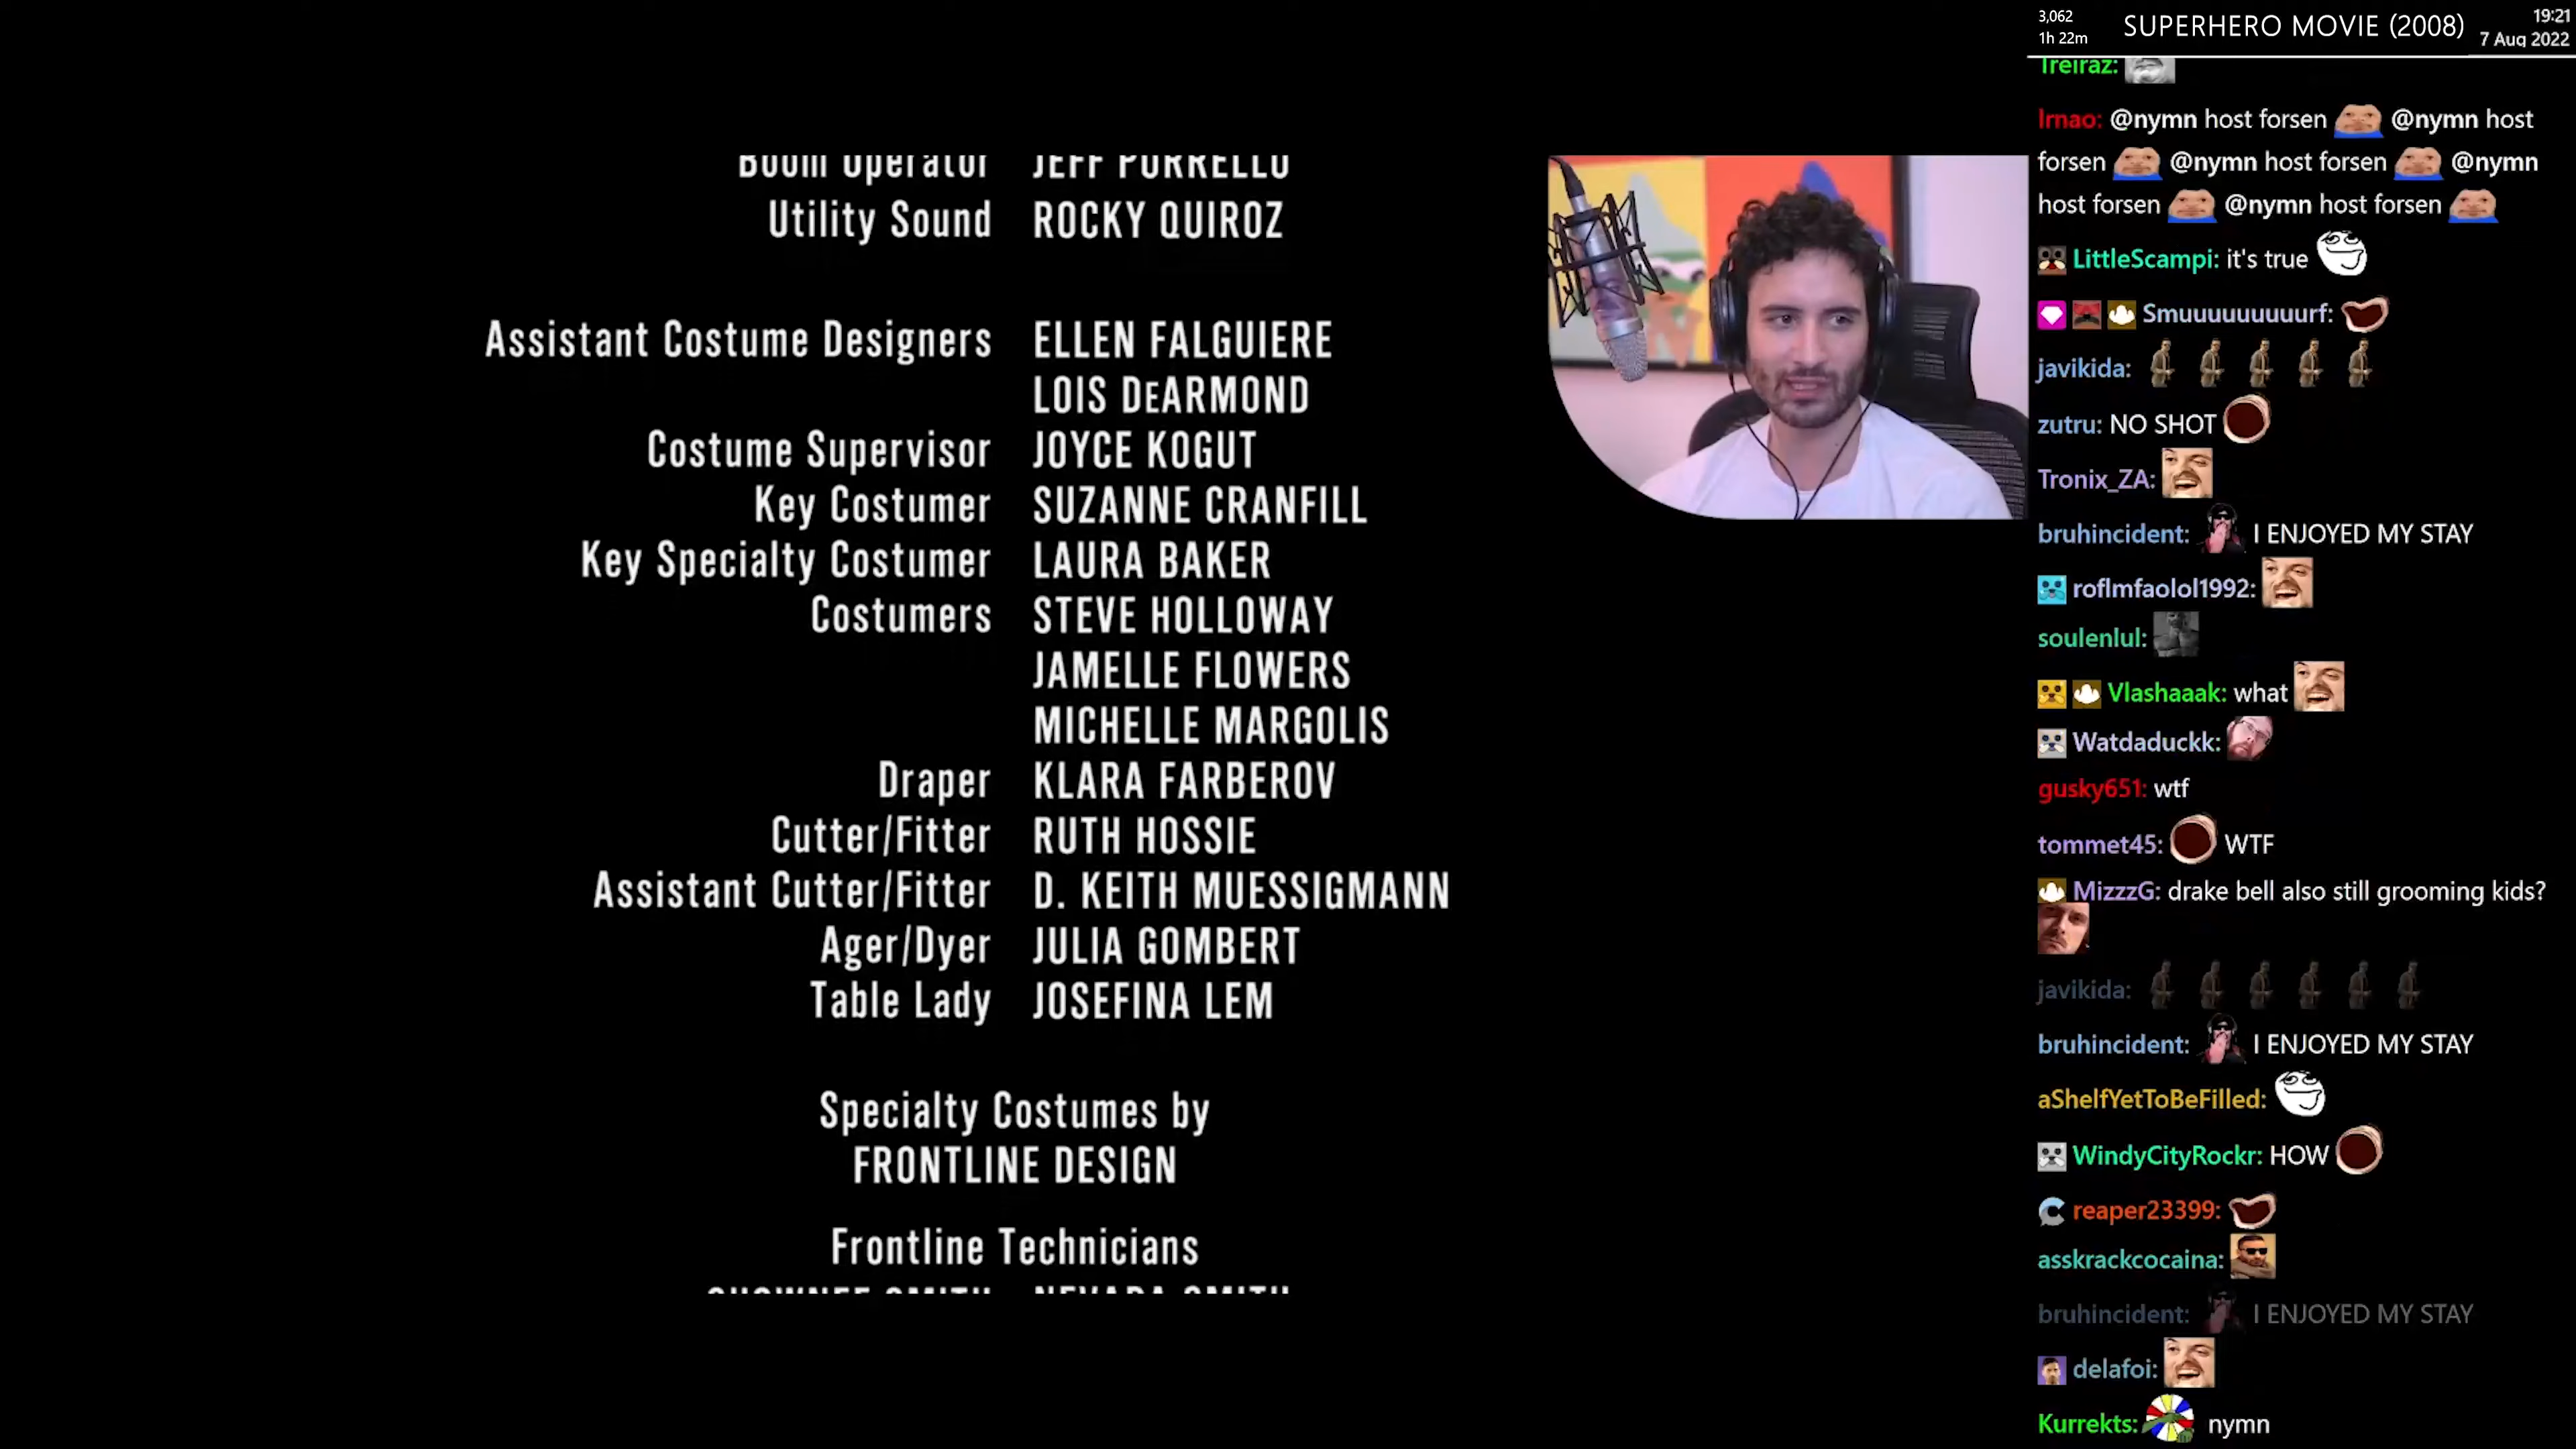 Boom Operator JEFF PURRELLO
Utility Sound ROCKY QUIROZ
Assistant Costume Designers ELLEN FALGUIERE
LOIS DeARMOND
Costume Supervisor JOYCE KOGUT
Key Costumer SUZANNE CRANFILL
Key Specialty Costumer LAURA BAKER
Costumers STEVE HOLLOWAY
JAMELLE FLOWERS
MICHELLE MARGOLIS
Draper KLARA FARBEROV
Cutter/Fitter RUTH HOSSIE
Assistant Cutter/Fitter D. KEITH MUESSIGMANN
Ager/Dyer JULIA GOMBERT
Table Lady JOSEFINA LEM
Specialty Costumes by
FRONTLINE DESIGN
Frontline Technicians
SMITH NEVADA SMITH
3,062
1h 22m
SUPERHERO MOVIE (2008)
19:21
7 Aug 2022
Treiraz:
lrnao: @nymn host forsen @nymn host
forsen @nymn host forsen @nymn
host forsen @nymn host forsen
LittleScampi: it's true
Smuuuuuuuuurf:
javikida:
zutru: NO SHOT
Tronix_ZA:
bruhincident: I ENJOYED MY STAY
roflmfaolol1992:
soulenlul:
Vlashaaak: what
Watdaduckk:
gusky651: wtf
tommet45: WTF
MizzzG: drake bell also still grooming kids?
javikida:
bruhincident: I ENJOYED MY STAY
aShelfYetToBeFilled:
WindyCityRockr: HOW
reaper23399:
asskrackcocaina:
bruhincident: I ENJOYED MY STAY
delafoi:
Kurrekts: nymn